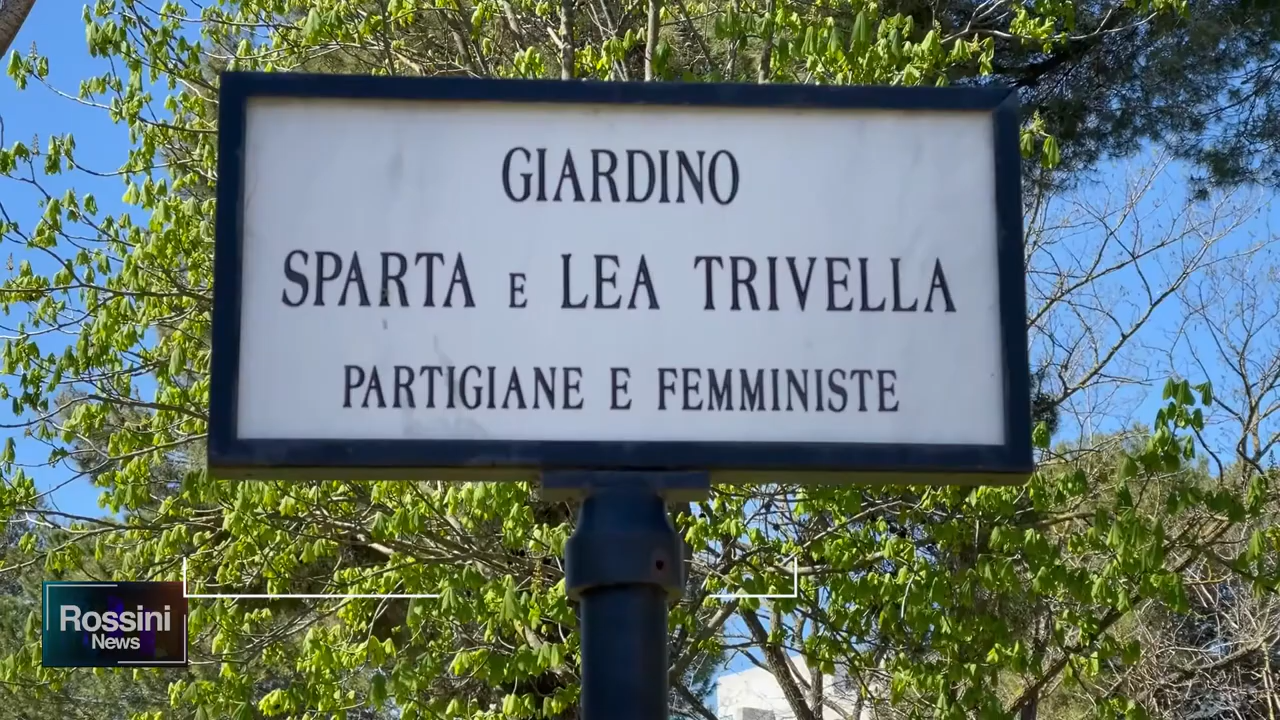 GIARDINO
SPARTA E LEA TRIVELLA
PARTIGIANE E FEMMINISTE
Rossini
News